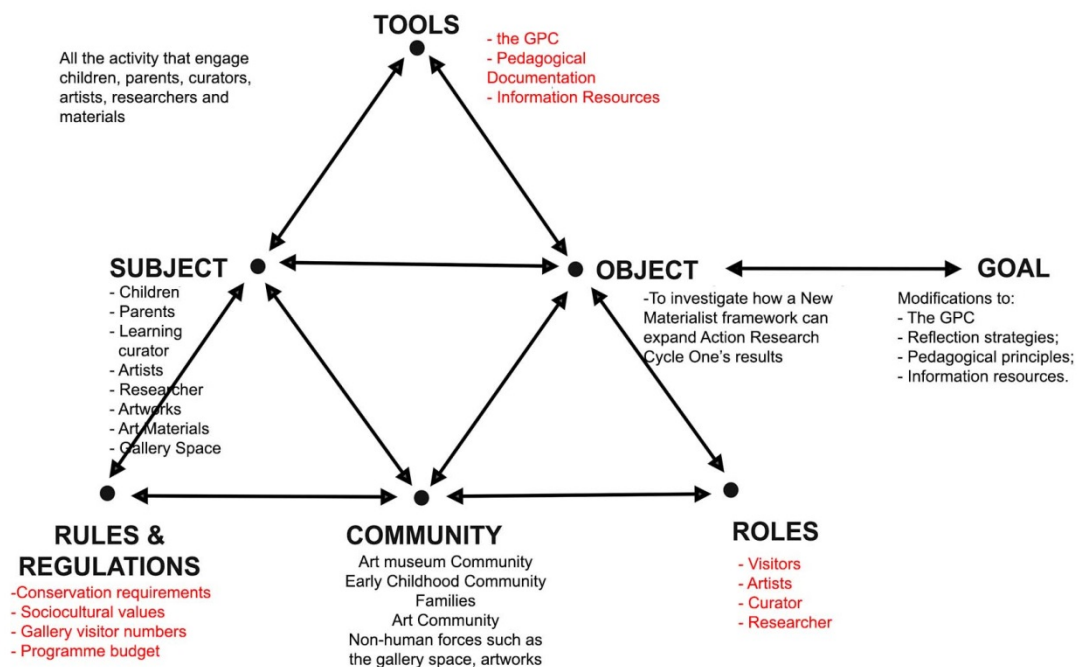 TOOLS
All the activity that engage
children, parents, curators,
artists, researchers and
materials
- the GPC
- Pedagogical
Documentation
- Information Resources
SUBJECT
- Children
- Parents
- Learning
curator
- Artists
- Researcher
- Artworks
- Art Materials
- Gallery Space
OBJECT
-To investigate how a New
Materialist framework can
expand Action Research
Cycle One's results
GOAL
Modifications to:
- The GPC
- Reflection strategies;
- Pedagogical principles;
- Information resources.
RULES &
REGULATIONS
-Conservation requirements
- Sociocultural values
- Gallery visitor numbers
- Programme budget
COMMUNITY
Art museum Community
Early Childhood Community
Families
Art Community
Non-human forces such as
the gallery space, artworks
ROLES
- Visitors
- Artists
- Curator
- Researcher